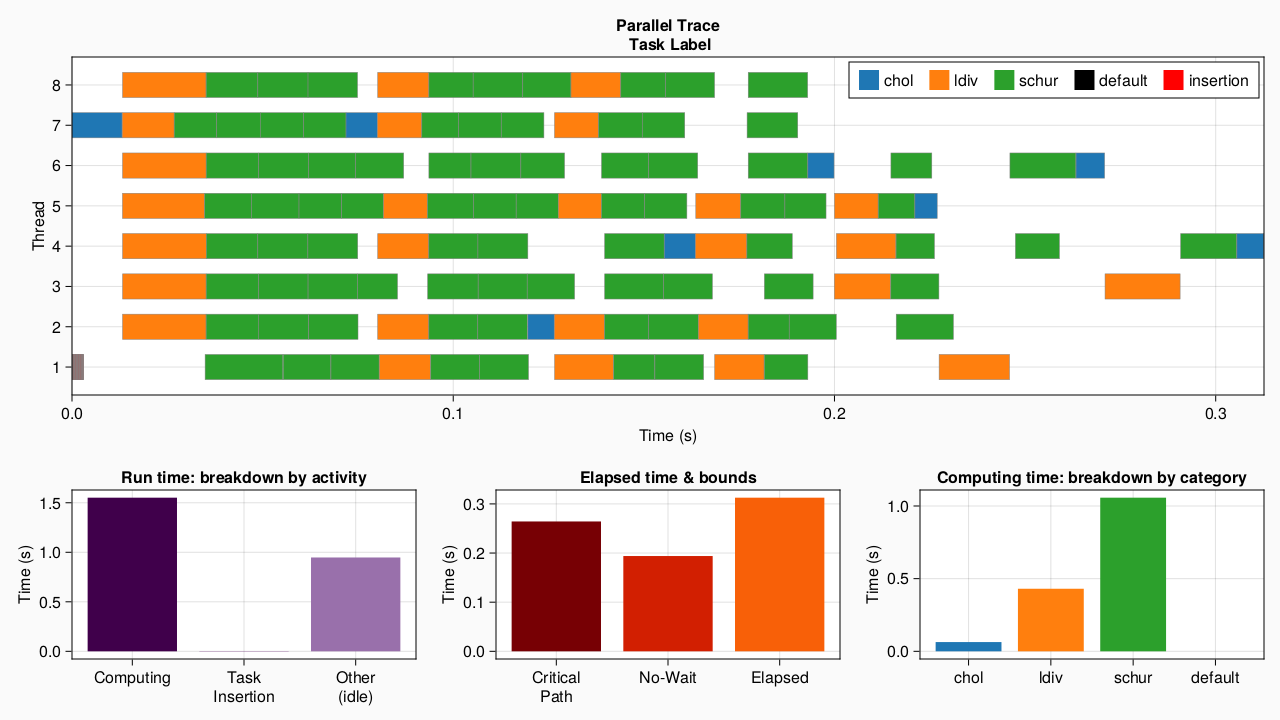 Parallel Trace
Task Label
chol
ldiv
schur
default
insertion
Thread
8
7
6
5
4
3
2
1
0.0
0.1
0.2
0.3
Time (s)
Run time: breakdown by activity
Time (s)
1.5
1.0
0.5
0.0
Computing
Task
Insertion
Other
(idle)
Elapsed time & bounds
Time (s)
0.3
0.2
0.1
0.0
Critical
Path
No-Wait
Elapsed
Computing time: breakdown by category
Time (s)
1.0
0.5
0.0
chol
ldiv
schur
default